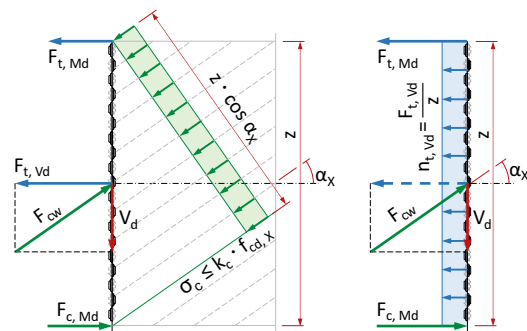 F_t, Md
z · cos α_X
z
F_t, Vd
α_X
F_cw
V_d
σ_c ≤ k_c · f_cd, X
F_c, Md
F_t, Md
n_t, Vd = F_t, Vd / z
z
α_X
F_cw
V_d
F_c, Md